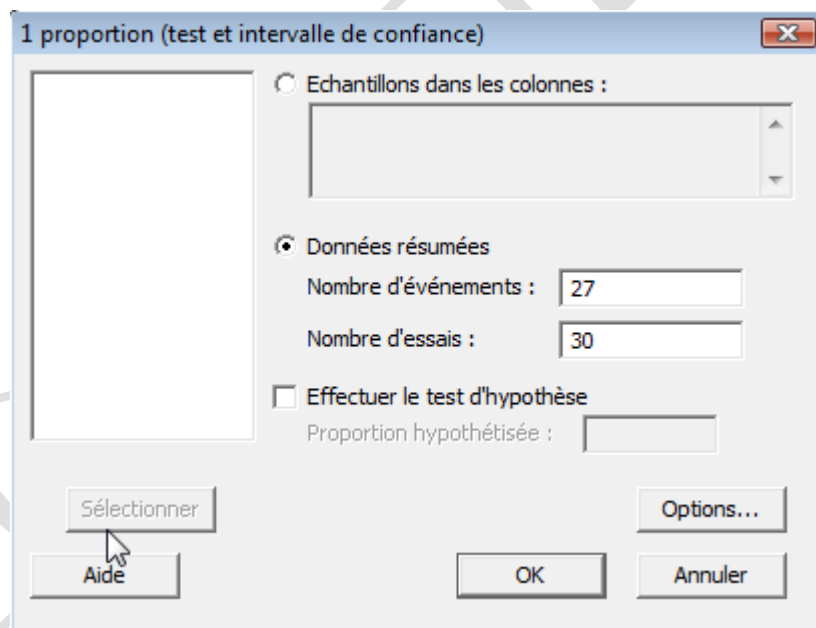 1 proportion (test et intervalle de confiance)
Echantillons dans les colonnes :
Données résumées
Nombre d'événements : 27
Nombre d'essais : 30
Effectuer le test d'hypothèse
Proportion hypothétisée :
Sélectionner
Options...
Aide
OK
Annuler